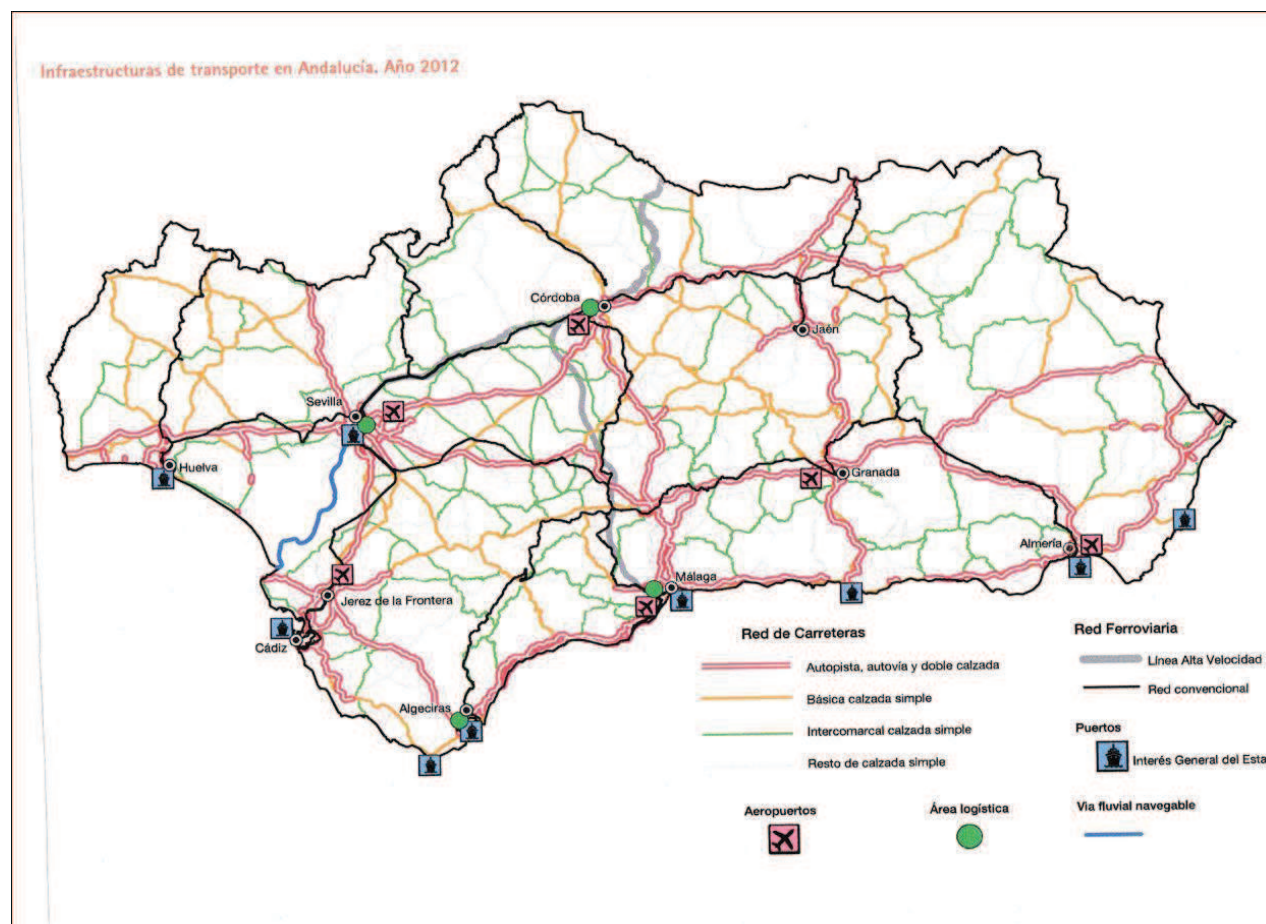 Infraestructuras de transporte en Andalucía. Año 2012
Córdoba
Jaén
Sevilla
Huelva
Granada
Almería
Málaga
Jerez de la Frontera
Cádiz
Algeciras
Red de Carreteras
Autopista, autovía y doble calzada
Básica calzada simple
Intercomarcal calzada simple
Resto de calzada simple
Red Ferroviaria
Línea Alta Velocidad
Red convencional
Puertos
Interés General del Esta
Aeropuertos
Área logística
Via fluvial navegable